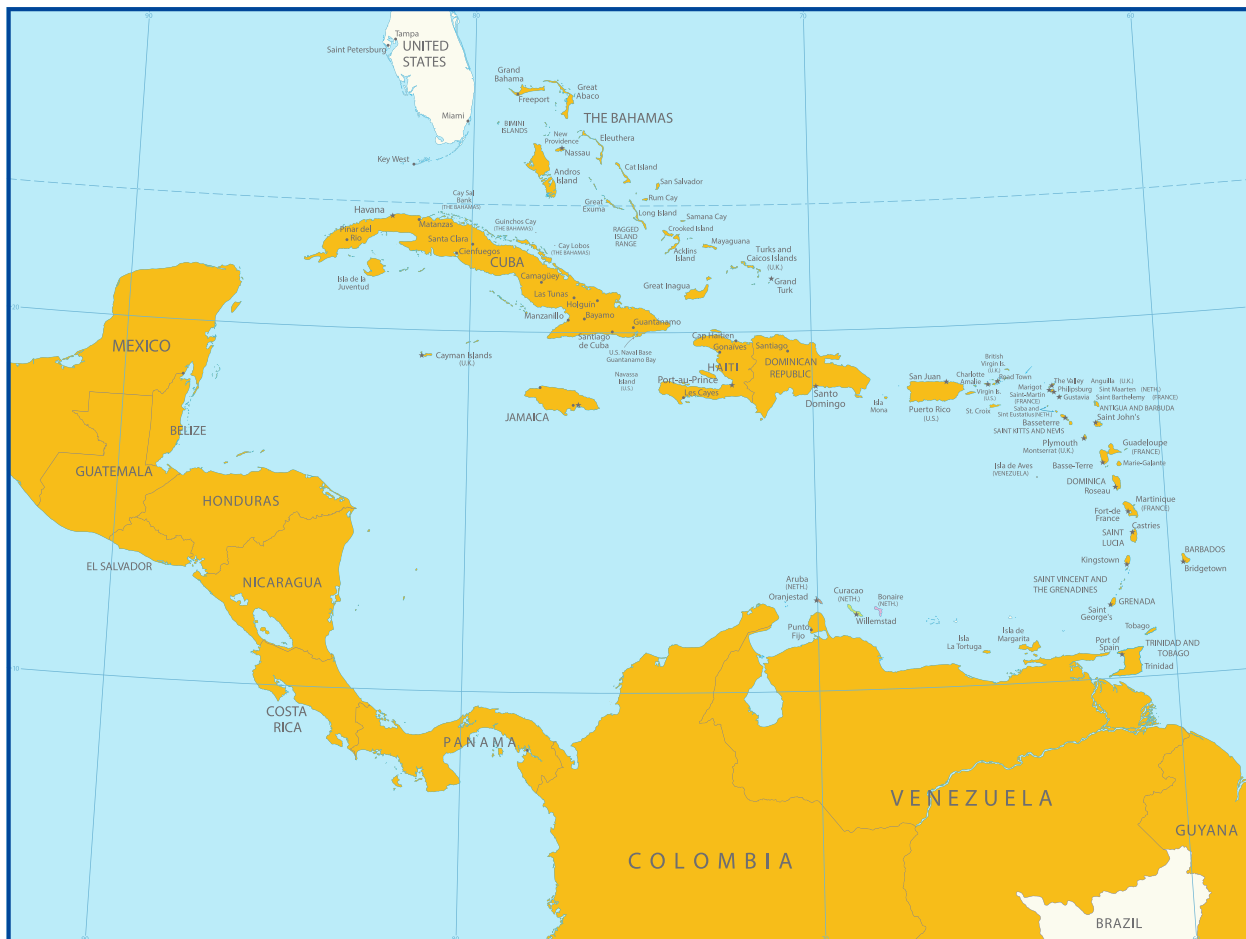 90
80
70
60
Tampa
Saint Petersburg
UNITED
STATES
Miami
Key West
Grand
Bahama
Freeport
Great
Abaco
THE BAHAMAS
BIMINI
ISLANDS
New
Providence
Nassau
Eleuthera
Andros
Island
Cat Island
San Salvador
Rum Cay
Great
Exuma
Long Island
Samana Cay
RAGGED
ISLAND
RANGE
Crooked Island
Acklins
Island
Mayaguana
Turks and
Caicos Islands
(U.K.)
Grand
Turk
Great Inagua
Cay Sal
Bank
(THE BAHAMAS)
Guinchos Cay
(THE BAHAMAS)
Cay Lobos
(THE BAHAMAS)
Havana
Matanzas
Pinar del
Rio
Santa Clara
Cienfuegos
CUBA
Isla de la
Juventud
Camagüey
Las Tunas
Holguin
Manzanillo
Bayamo
Guantanamo
Santiago
de Cuba
U.S. Naval Base
Guantanamo Bay
20
20
MEXICO
Cayman Islands
(U.K.)
Navassa
Island
(U.S.)
JAMAICA
Cap Haitien
Gonaïves
HAITI
Port-au-Prince
Les Cayes
Santiago
DOMINICAN
REPUBLIC
Santo
Domingo
Isla
Mona
San Juan
Puerto Rico
(U.S.)
British
Virgin Is.
(U.K.)
Road Town
Charlotte
Amalie
Virgin Is.
(U.S.)
St. Croix
The Valley
Anguilla (U.K.)
Marigot
Philipsburg
Sint Maarten (NETH.)
Saint-Martin
(FRANCE)
Gustavia
Saint Barthelemy (FRANCE)
Saba and
Sint Eustatius (NETH.)
ANTIGUA AND BARBUDA
Saint John's
Basseterre
SAINT KITTS AND NEVIS
Plymouth
Montserrat (U.K.)
Guadeloupe
(FRANCE)
Basse-Terre
Marie-Galante
Isla de Aves
(VENEZUELA)
DOMINICA
Roseau
Martinique
(FRANCE)
Fort-de
France
Castries
SAINT
LUCIA
BARBADOS
Bridgetown
Kingstown
SAINT VINCENT AND
THE GRENADINES
GRENADA
Saint
George's
BELIZE
GUATEMALA
HONDURAS
EL SALVADOR
NICARAGUA
Aruba
(NETH.)
Oranjestad
Curacao
(NETH.)
Willemstad
Bonaire
(NETH.)
Punto
Fijo
Isla
La Tortuga
Isla de
Margarita
Port of
Spain
Tobago
TRINIDAD AND
TOBAGO
Trinidad
10
10
COSTA
RICA
PANAMA
VENEZUELA
COLOMBIA
GUYANA
BRAZIL